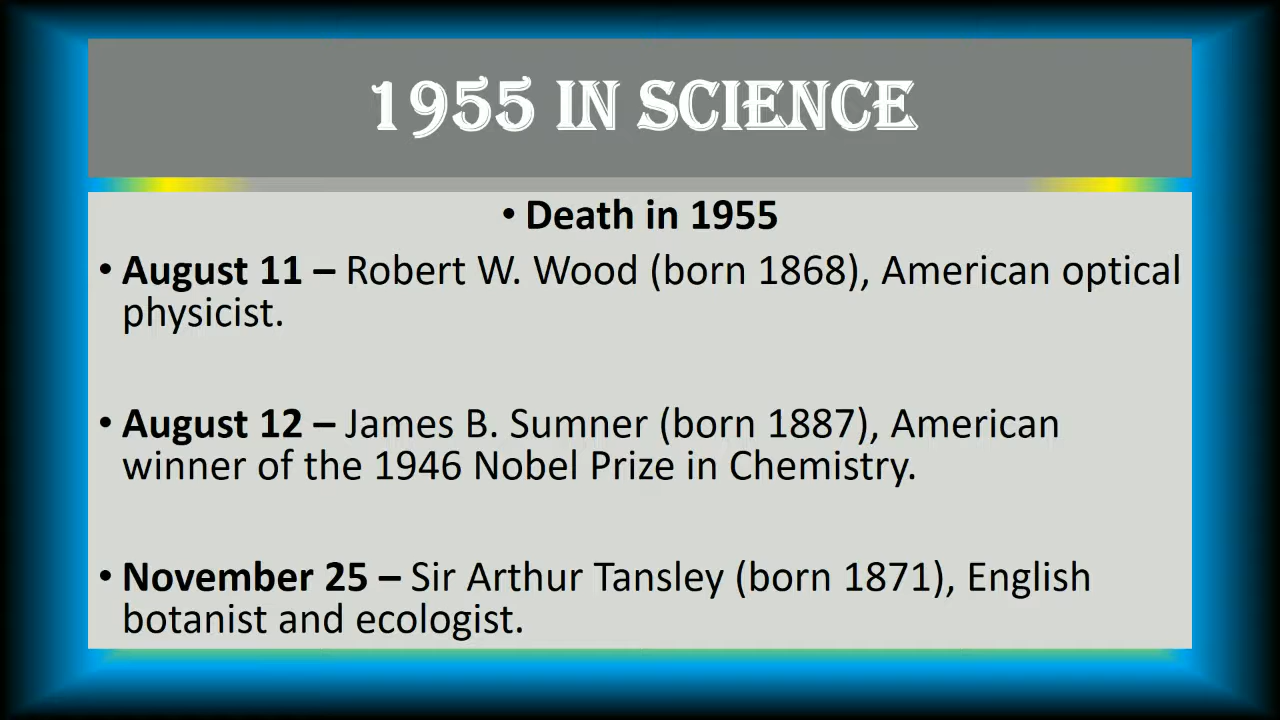 1955 IN SCIENCE
• Death in 1955
• August 11 – Robert W. Wood (born 1868), American optical
physicist.
• August 12 – James B. Sumner (born 1887), American
winner of the 1946 Nobel Prize in Chemistry.
• November 25 – Sir Arthur Tansley (born 1871), English
botanist and ecologist.